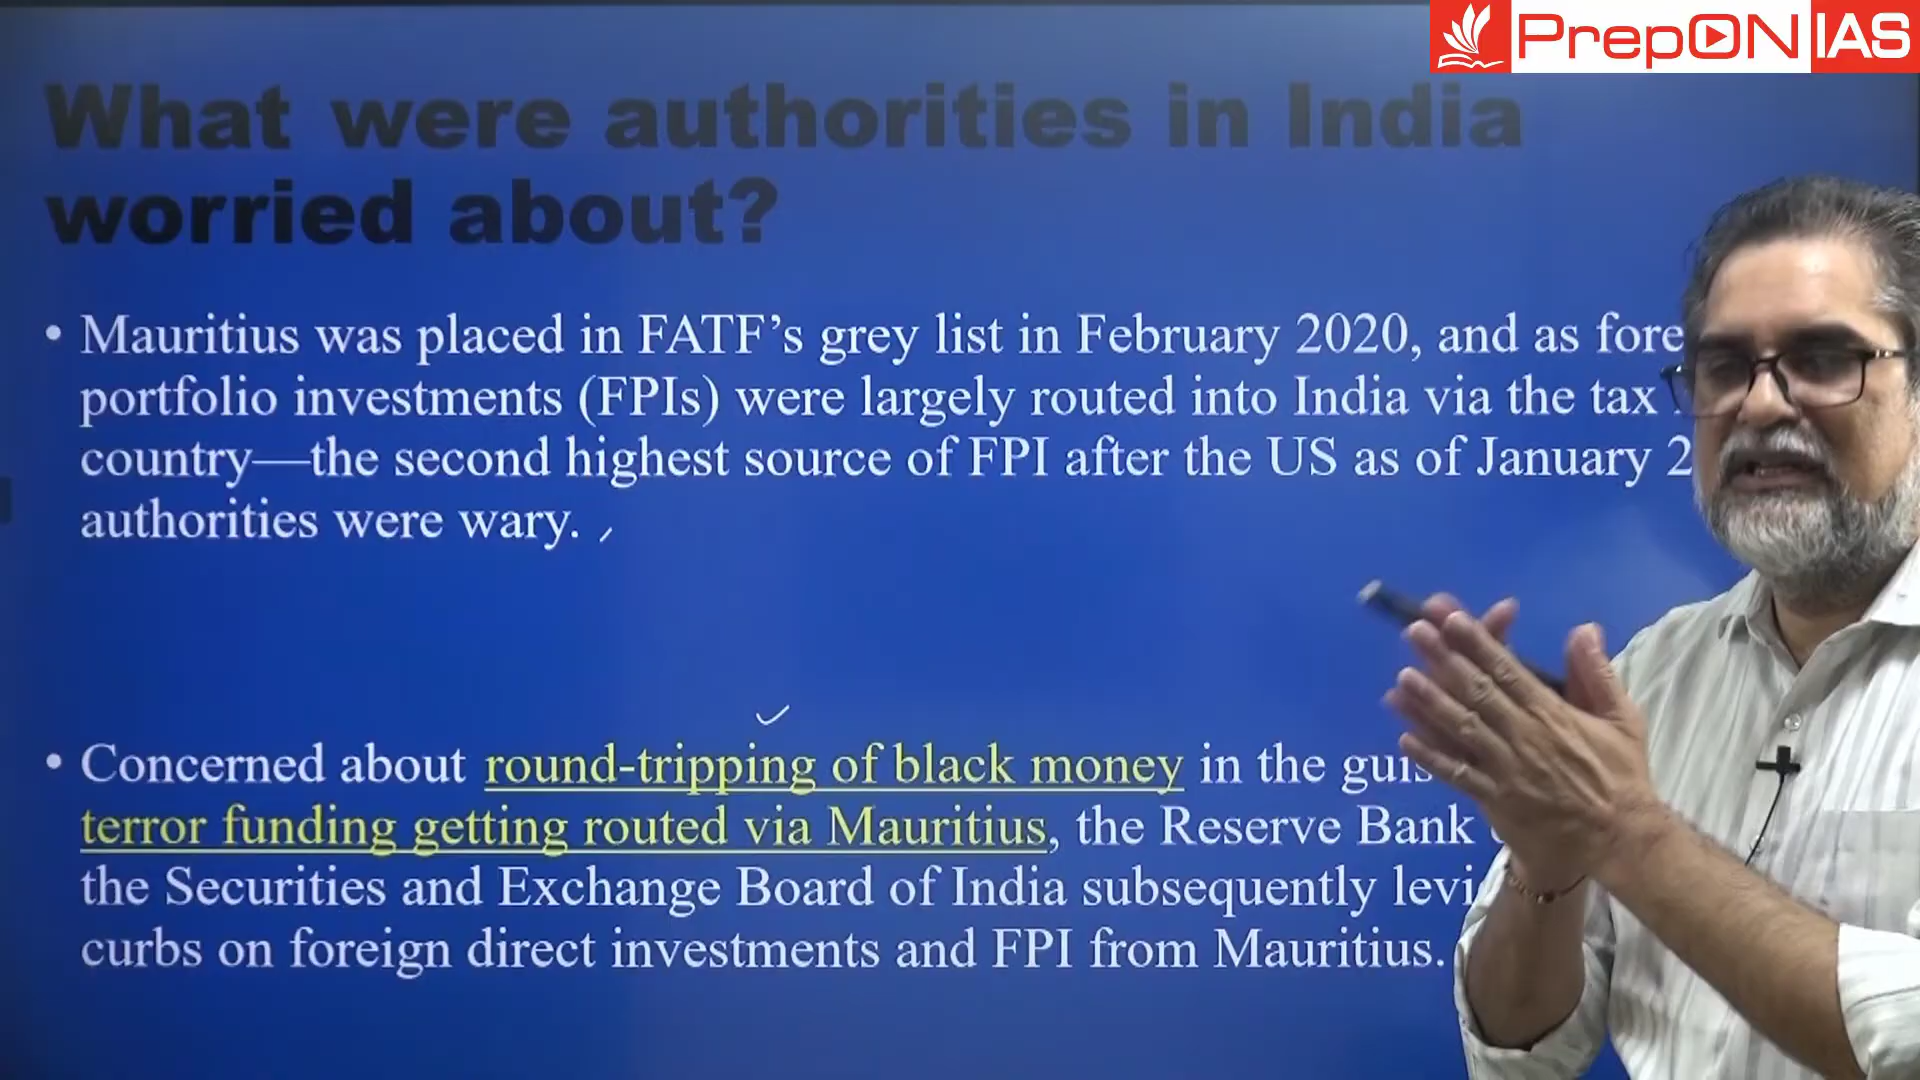 PrepON IAS
What were authorities in India
worried about?
• Mauritius was placed in FATF’s grey list in February 2020, and as
portfolio investments (FPIs) were largely routed into India via the tax
country—the second highest source of FPI after the US as of January
authorities were wary.
• Concerned about round-tripping of black money in the
terror funding getting routed via Mauritius, the Reserve Bank
the Securities and Exchange Board of India subsequently
curbs on foreign direct investments and FPI from Mauritius.